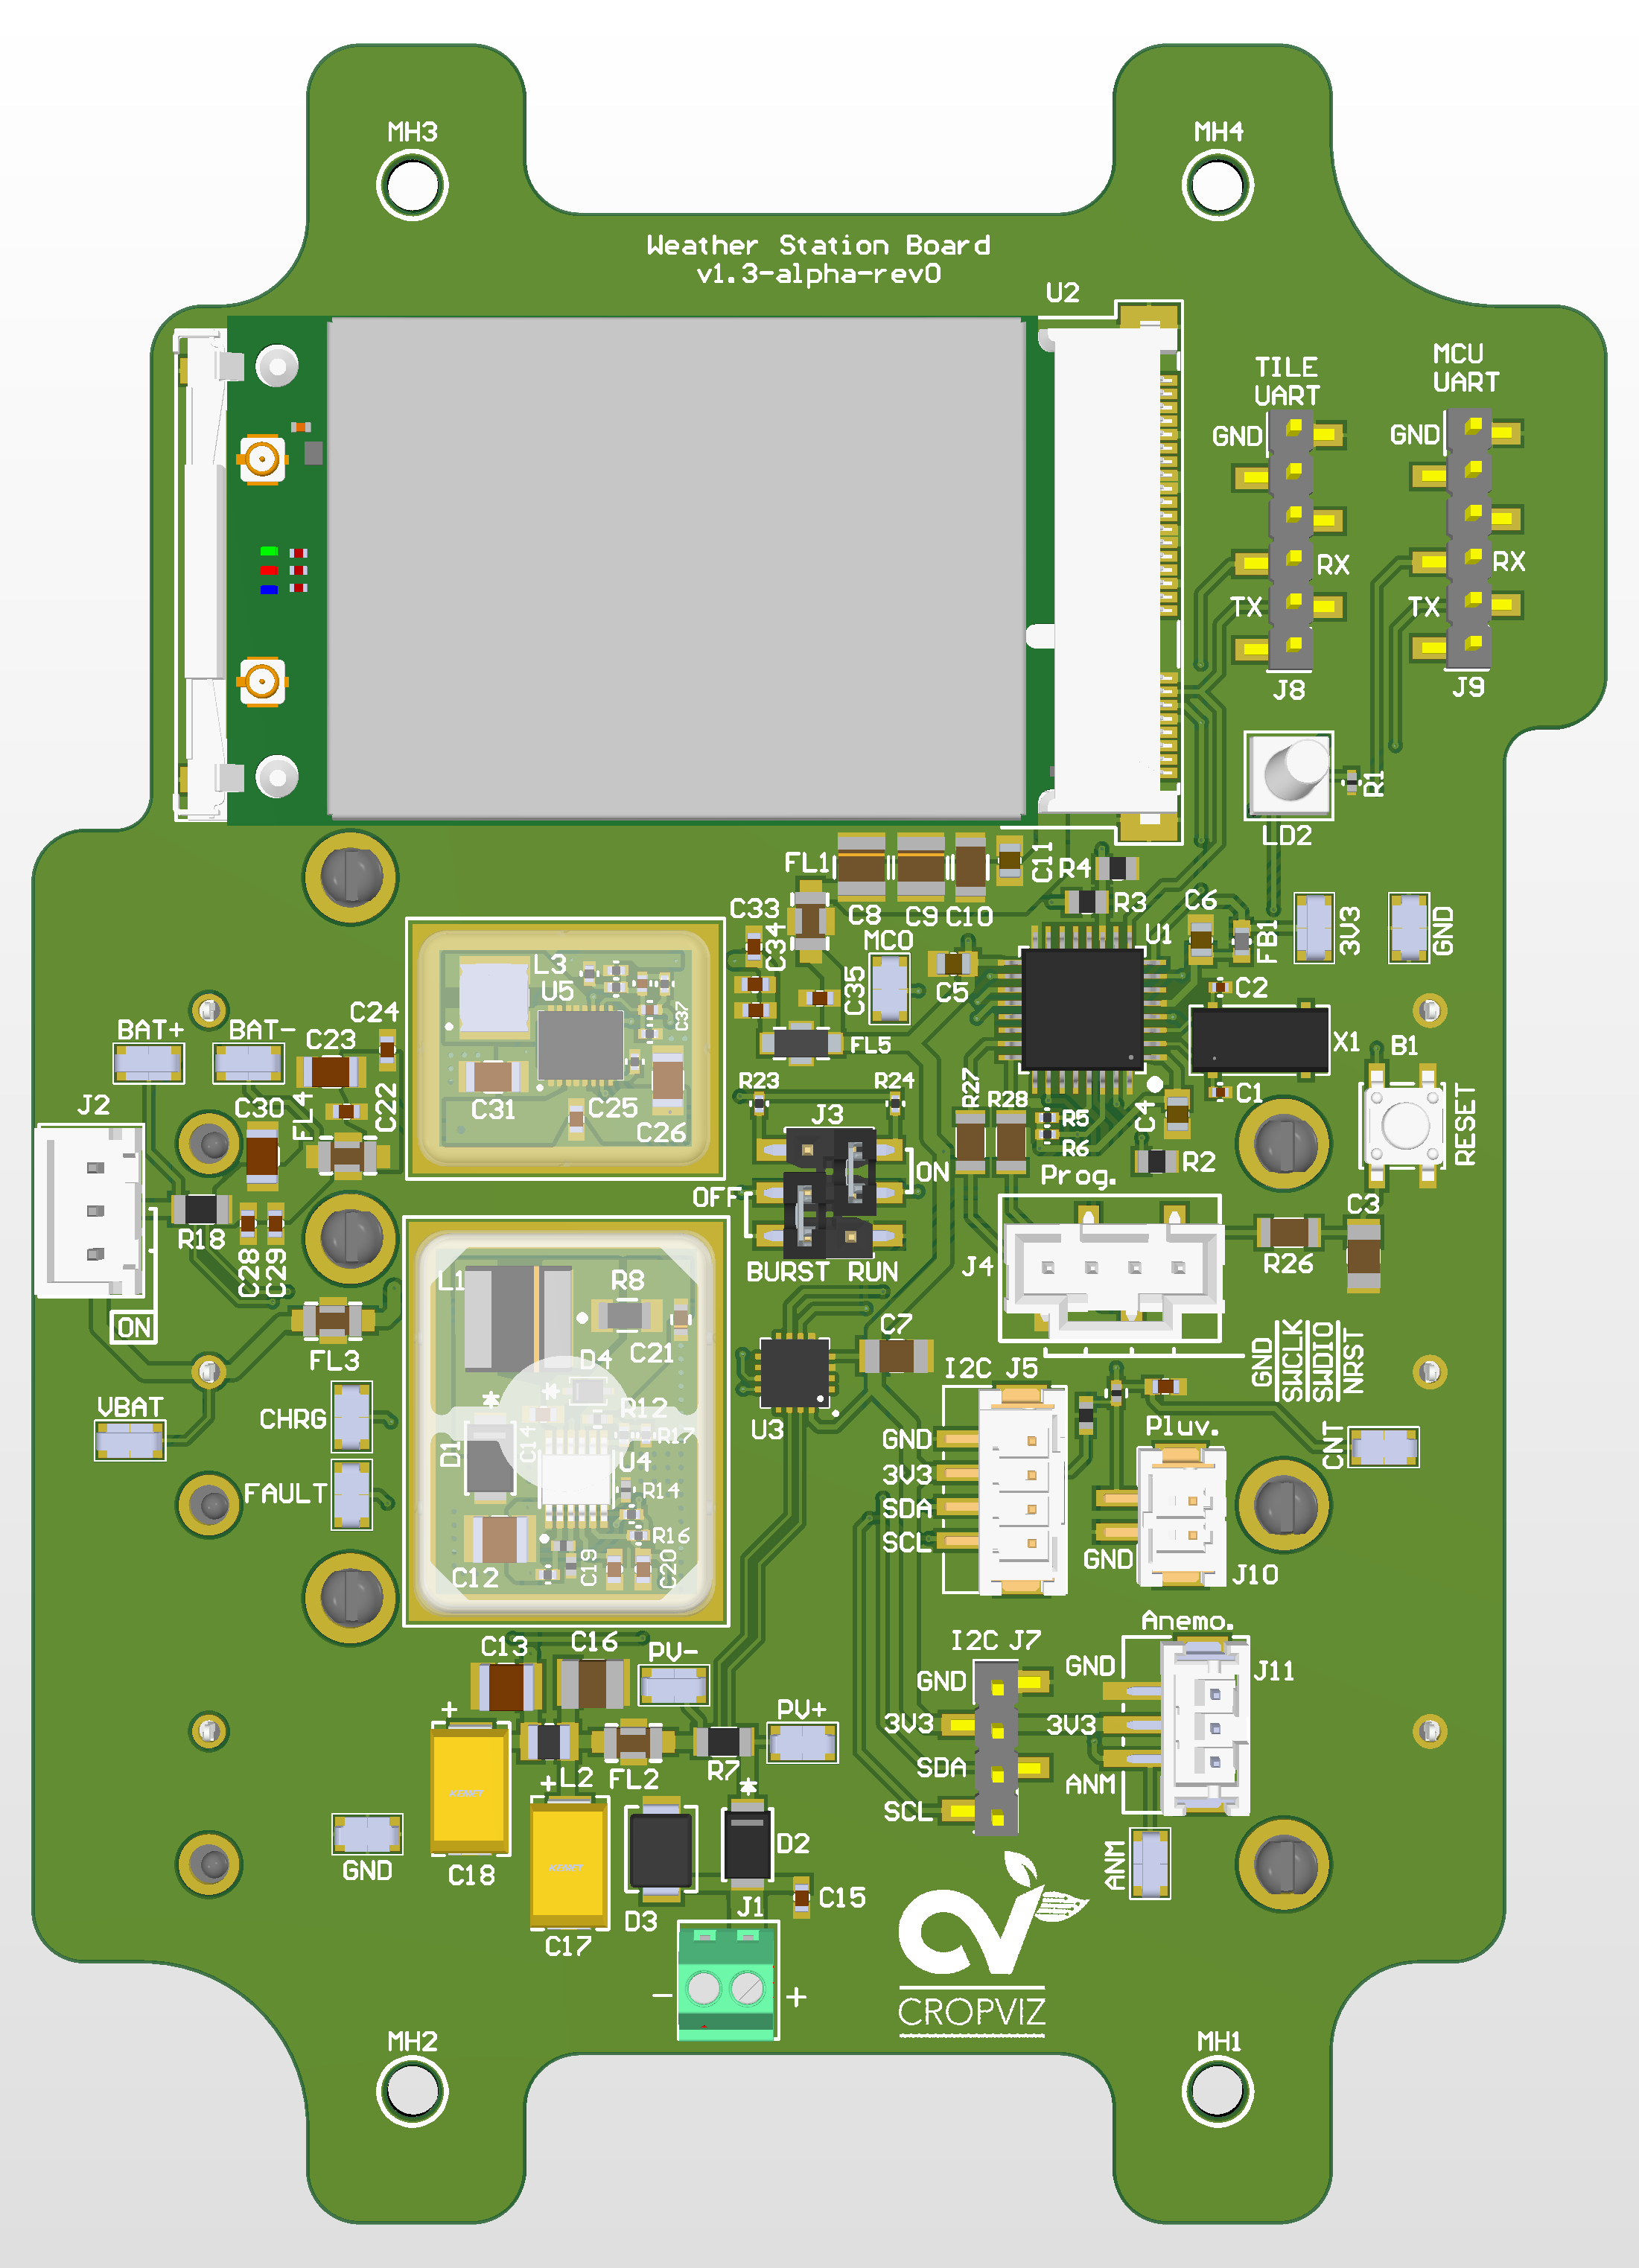 MH3
MH4
Weather Station Board
v1.3-alpha-rev0
U2
TILE
UART
MCU
UART
GND
GND
RX
RX
TX
TX
J8
J9
R1
LD2
FL1
C11
R4
C8
C9
C10
R3
C6
C33
C34
MCO
U1
FB1
3V3
GND
L3
U5
C35
C5
C2
C37
C24
BAT+
BAT-
C23
FL5
X1
B1
R23
R24
R27
R28
C1
J2
C30
FL4
C22
C31
C25
C26
J3
R5
R6
C4
RESET
ON
Prog.
R2
OFF
R18
C28
C29
C3
J4
R26
BURST
RUN
L1
R8
ON
FL3
C21
D4
C7
GND
SWCLK
SWDIO
NRST
I2C J5
VBAT
CHRG
*
*
R12
R17
U3
Pluv.
CNT
D1
C14
U4
GND
3V3
FAULT
R14
SDA
R16
SCL
GND
J10
C12
C19
C20
Anemo.
C13
C16
PV-
I2C J7
GND
GND
J11
+
PV+
3V3
3V3
R7
SDA
ANM
+L2
FL2
*
SCL
D2
ANM
GND
C18
C15
J1
D3
C17
-
+
CROPVIZ
MH2
MH1